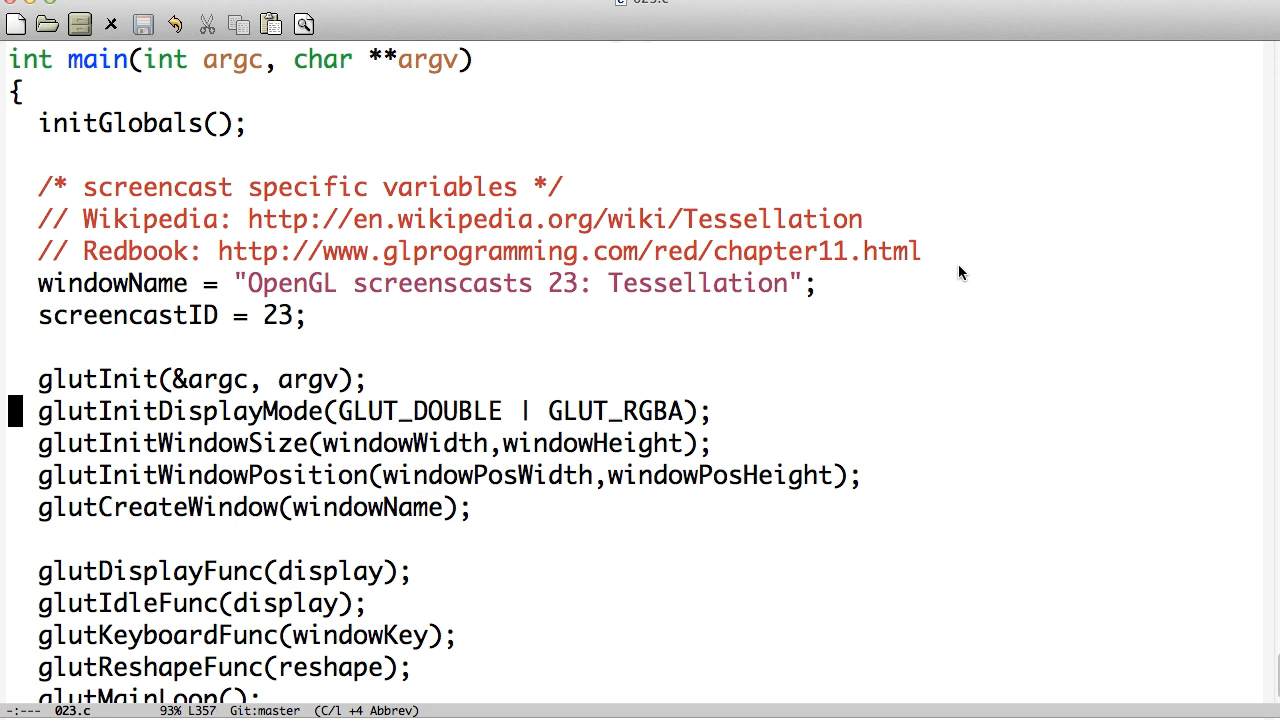 023.c
int main(int argc, char **argv)
{
  initGlobals();
  /* screencast specific variables */
  // Wikipedia: http://en.wikipedia.org/wiki/Tessellation
  // Redbook: http://www.glprogramming.com/red/chapter11.html
  windowName = "OpenGL screenscasts 23: Tessellation";
  screencastID = 23;
  glutInit(&argc, argv);
  glutInitDisplayMode(GLUT_DOUBLE | GLUT_RGBA);
  glutInitWindowSize(windowWidth,windowHeight);
  glutInitWindowPosition(windowPosWidth,windowPosHeight);
  glutCreateWindow(windowName);
  glutDisplayFunc(display);
  glutIdleFunc(display);
  glutKeyboardFunc(windowKey);
  glutReshapeFunc(reshape);
  glutMainLoop();
-:--- 023.c 93% L357 Git:master (C/l +4 Abbrev)